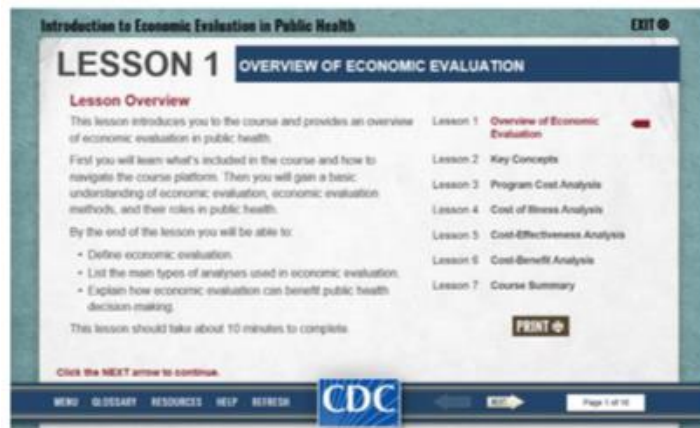 Introduction to Economic Evaluation in Public Health
EXIT
LESSON 1
OVERVIEW OF ECONOMIC EVALUATION
Lesson Overview
This lesson introduces you to the course and provides an overview
of economic evaluation in public health.
First you will learn what's included in the course and how to
navigate the course platform. Then you will gain a basic
understanding of economic evaluation, economic evaluation
methods, and their roles in public health.
By the end of the lesson you will be able to:
• Define economic evaluation.
• List the main types of analyses used in economic evaluation.
• Explain how economic evaluation can benefit public health
decision-making.
This lesson should take about 10 minutes to complete.
Click the NEXT arrow to continue.
Lesson 1 Overview of Economic
Evaluation
Lesson 2 Key Concepts
Lesson 3 Program Cost Analysis
Lesson 4 Cost of Illness Analysis
Lesson 5 Cost-Effectiveness Analysis
Lesson 6 Cost-Benefit Analysis
Lesson 7 Course Summary
PRINT
MENU GLOSSARY RESOURCES HELP REFRESH
CDC
NEXT
Page 1 of